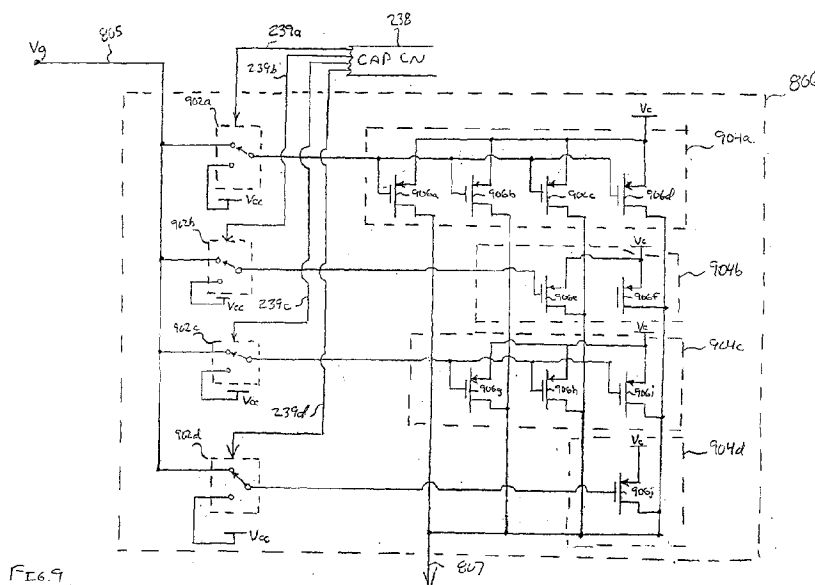 238
805
239a
Vg
CAP CN
239b
800
902a
Vc
904a
906a
906b
906c
906d
Vcc
902b
Vc
904b
906e
906f
Vcc
239c
902c
Vc
904c
906g
906h
906i
Vcc
239d
902d
Vc
904d
906j
Vcc
807
FIG. 9